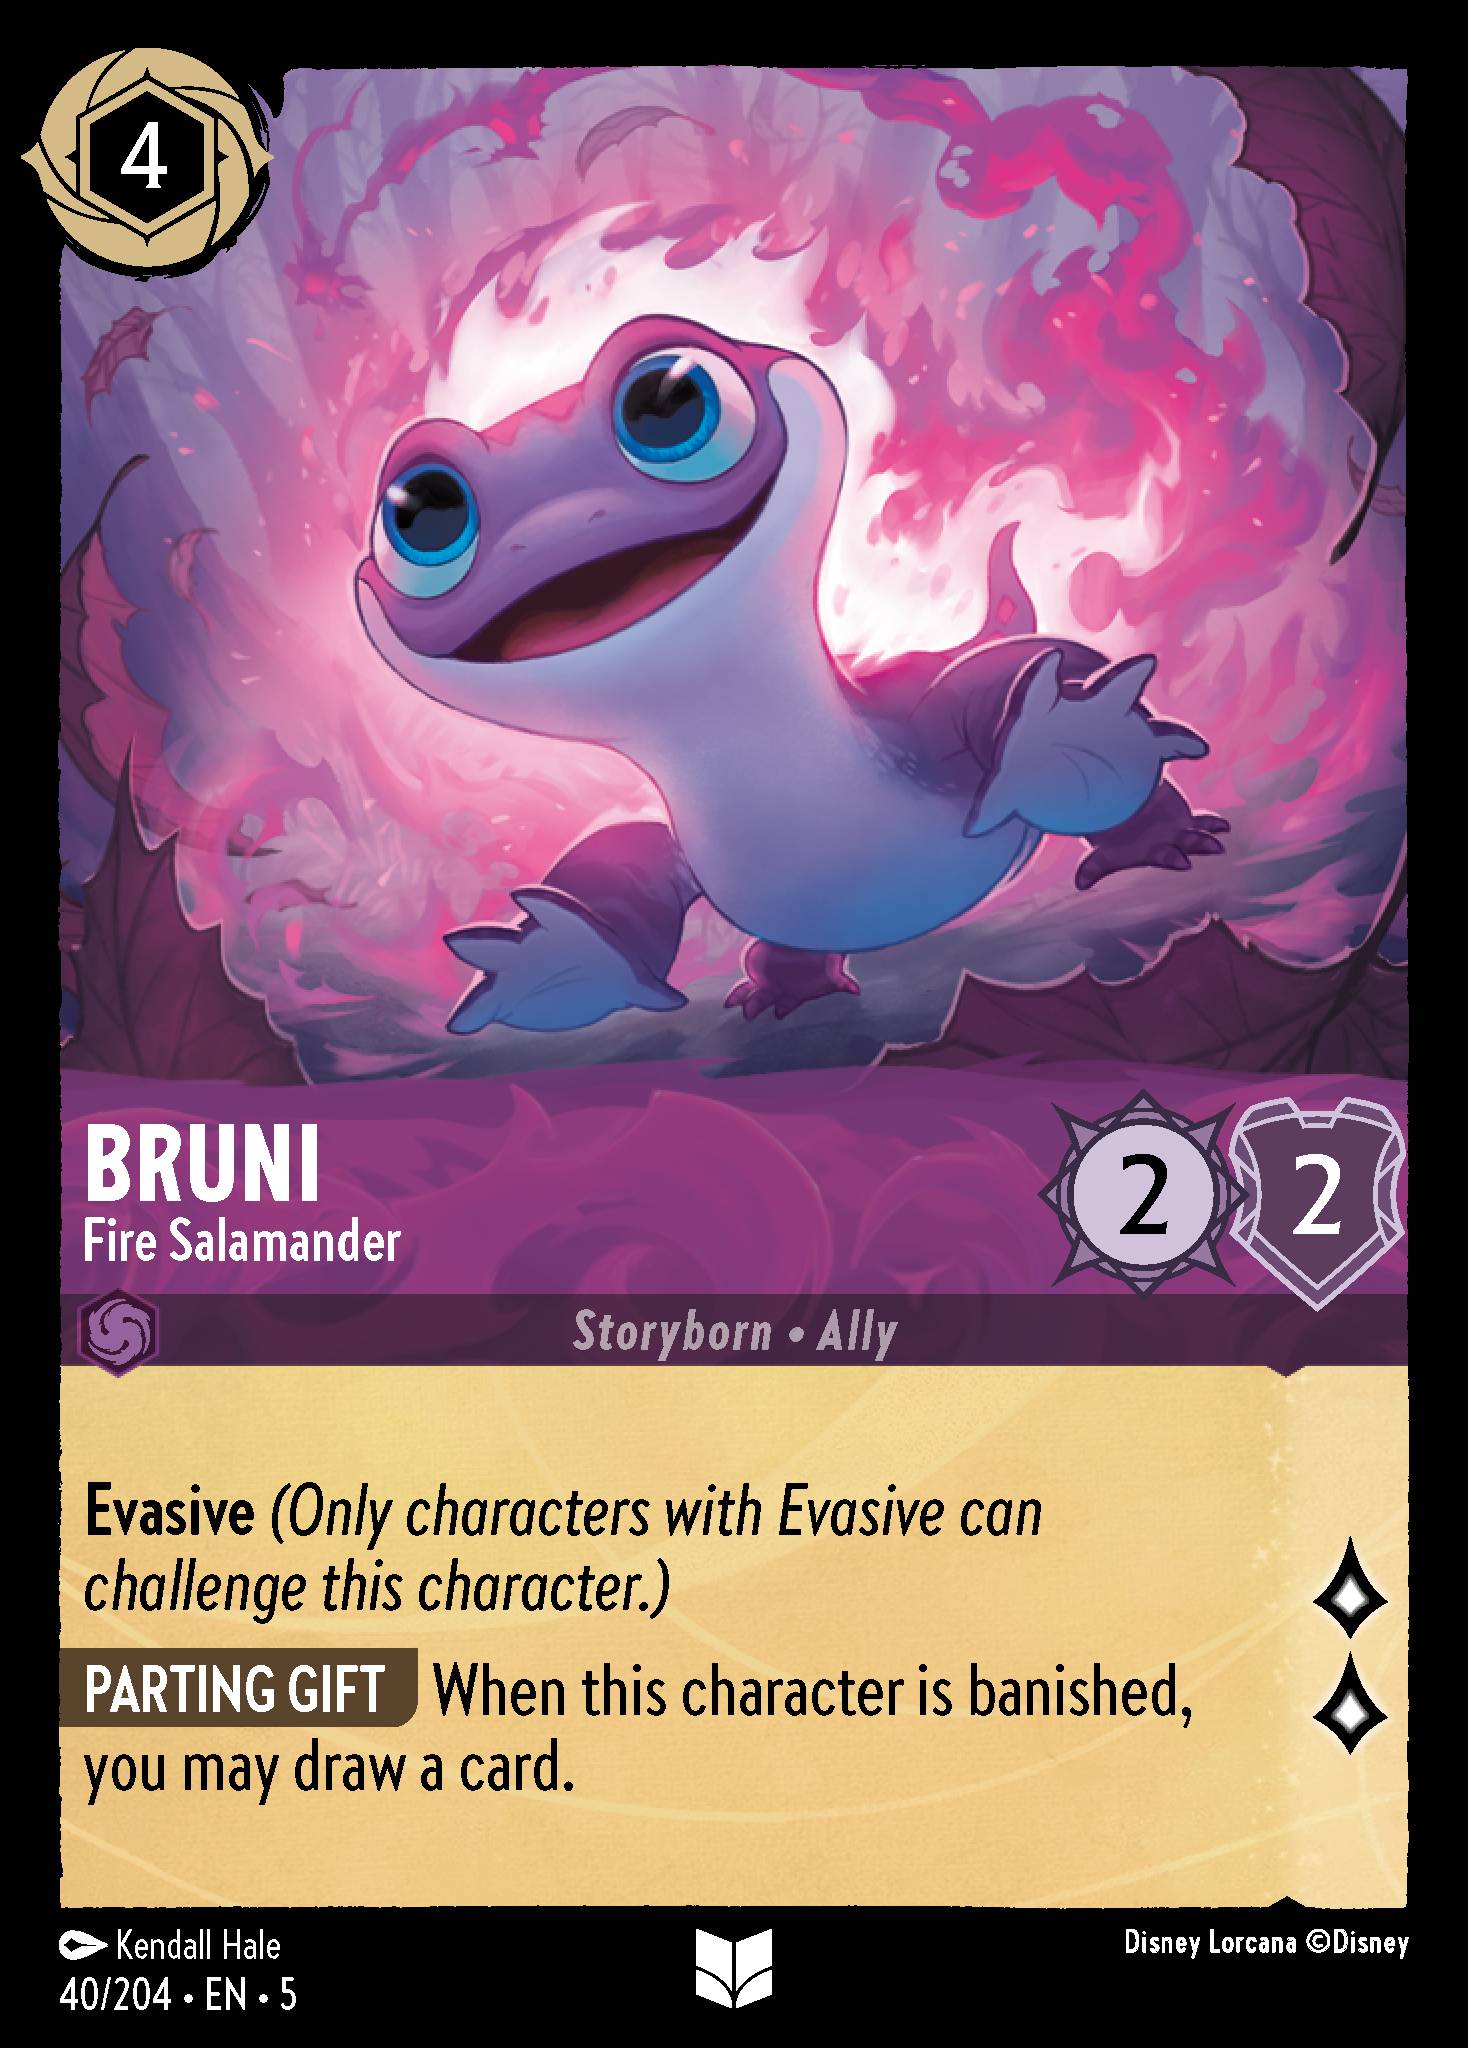 4
BRUNI
Fire Salamander
2
2
Storyborn • Ally
Evasive (Only characters with Evasive can
challenge this character.)
PARTING GIFT When this character is banished,
you may draw a card.
Kendall Hale
40/204 • EN • 5
Disney Lorcana ©Disney